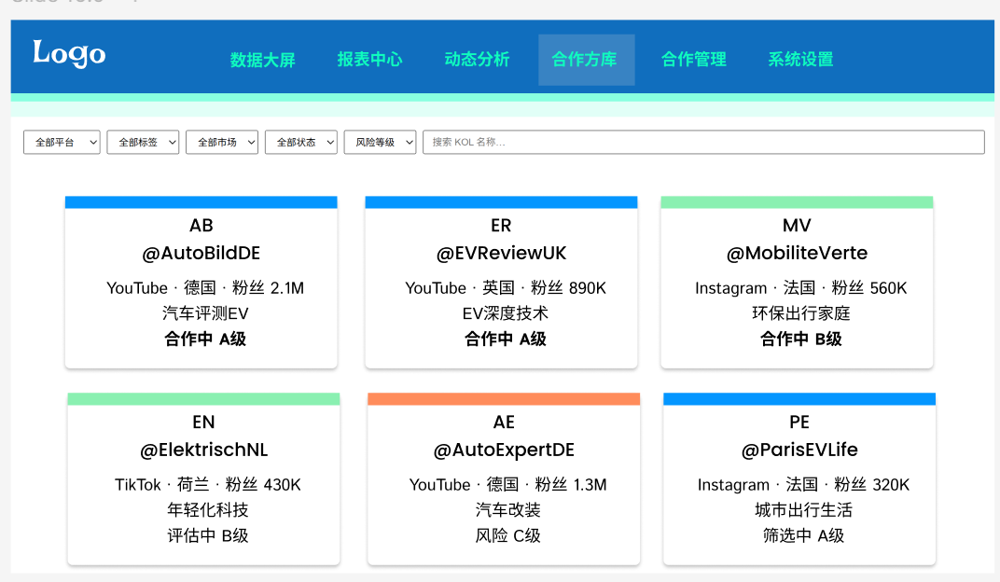 Logo
数据大屏 报表中心 动态分析 合作方库 合作管理 系统设置
全部平台 全部标签 全部市场 全部状态 风险等级 搜索 KOL 名称...
AB
@AutoBildDE
YouTube · 德国 · 粉丝 2.1M
汽车评测EV
合作中 A级
ER
@EVReviewUK
YouTube · 英国 · 粉丝 890K
EV深度技术
合作中 A级
MV
@MobiliteVerte
Instagram · 法国 · 粉丝 560K
环保出行家庭
合作中 B级
EN
@ElektrischNL
TikTok · 荷兰 · 粉丝 430K
年轻化科技
评估中 B级
AE
@AutoExpertDE
YouTube · 德国 · 粉丝 1.3M
汽车改装
风险 C级
PE
@ParisEVLife
Instagram · 法国 · 粉丝 320K
城市出行生活
筛选中 A级